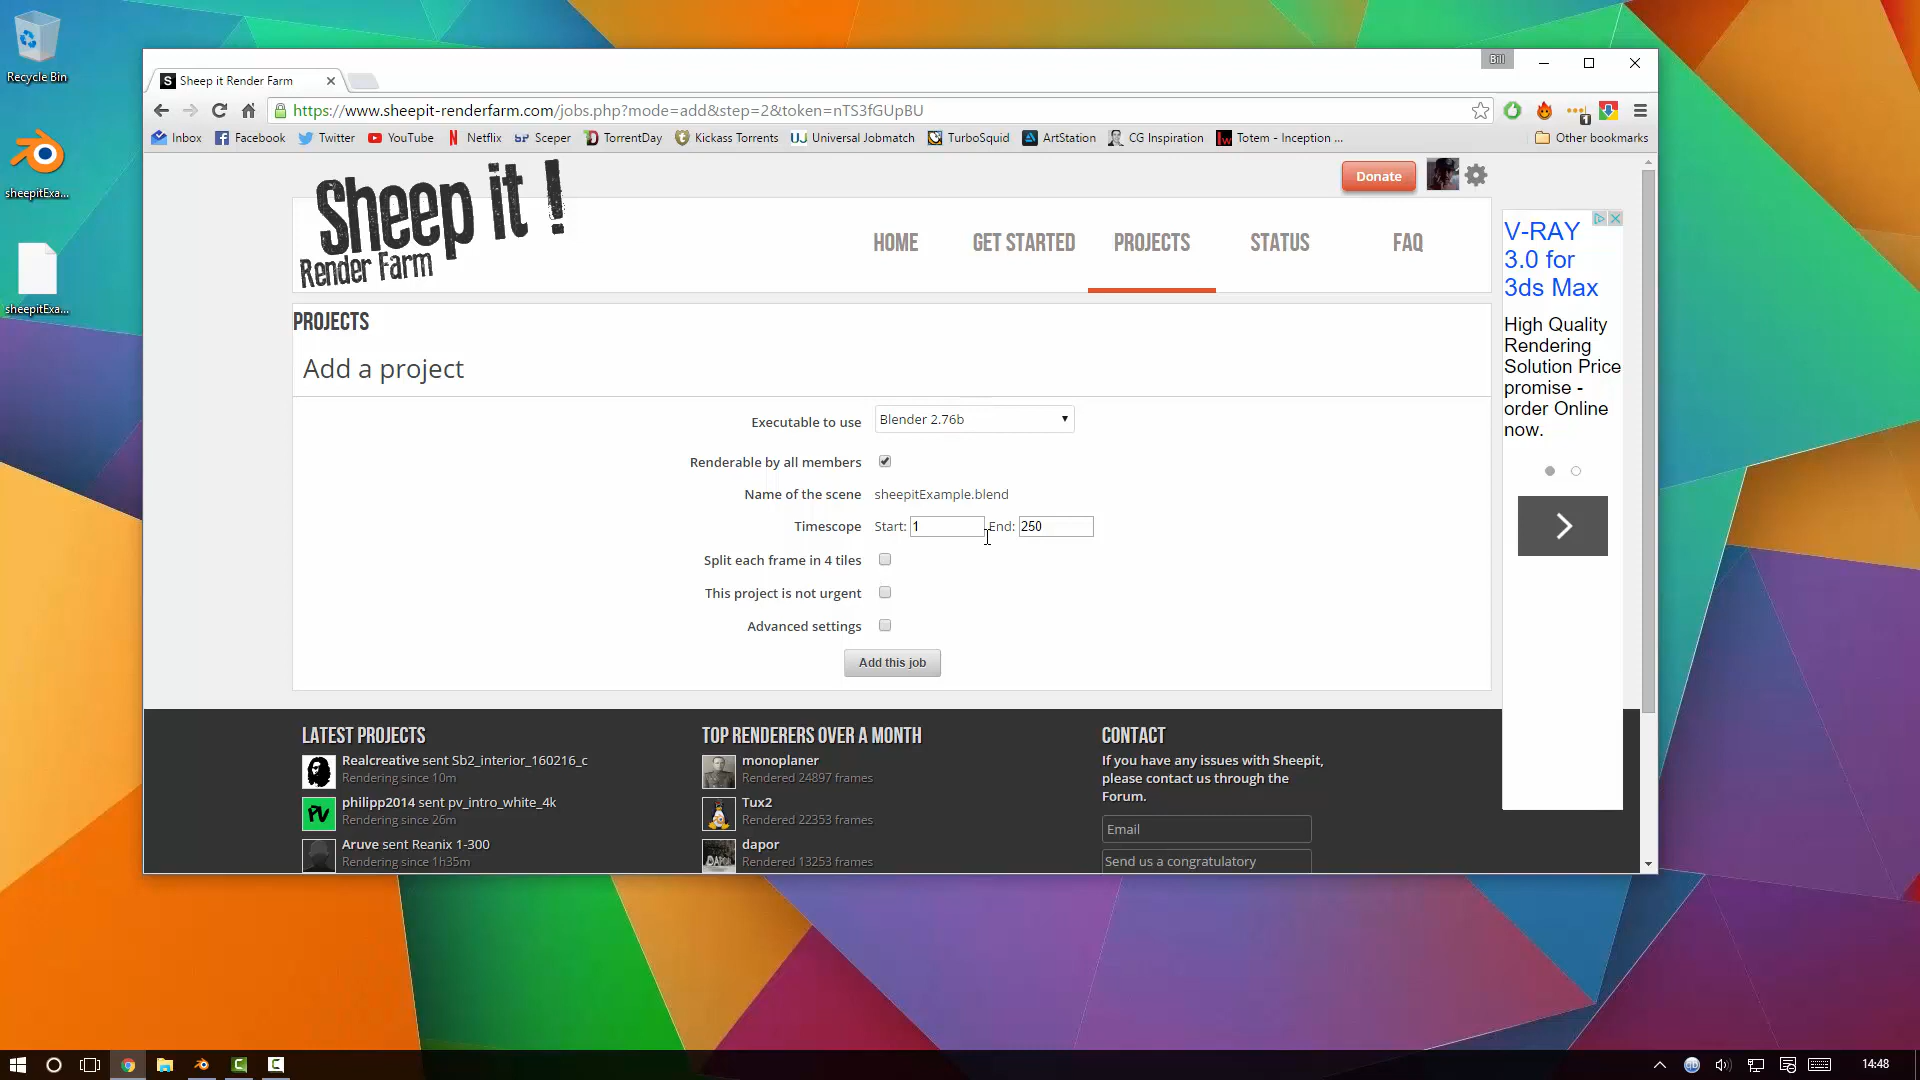 Recycle Bin
sheepitExa...
sheepitExa...
Bill
S Sheep it Render Farm
https://www.sheepit-renderfarm.com/jobs.php?mode=add&step=2&token=nTS3fGUpBU
1
Inbox Facebook Twitter YouTube Netflix Sceper TorrentDay Kickass Torrents UJ Universal Jobmatch TurboSquid ArtStation CG Inspiration Totem - Inception ... Other bookmarks
Sheep it !
Render Farm
Donate
HOME GET STARTED PROJECTS STATUS FAQ
PROJECTS
Add a project
Executable to use Blender 2.76b
Renderable by all members
Name of the scene sheepitExample.blend
Timescope Start: 1 End: 250
Split each frame in 4 tiles
This project is not urgent
Advanced settings
Add this job
V-RAY
3.0 for
3ds Max
High Quality
Rendering
Solution Price
promise -
order Online
now.
LATEST PROJECTS
Realcreative sent Sb2_interior_160216_c
Rendering since 10m
PV
philipp2014 sent pv_intro_white_4k
Rendering since 26m
Aruve sent Reanix 1-300
Rendering since 1h35m
TOP RENDERERS OVER A MONTH
monoplaner
Rendered 24897 frames
Tux2
Rendered 22353 frames
DAPOR
dapor
Rendered 13253 frames
CONTACT
If you have any issues with Sheepit,
please contact us through the
Forum.
Email
Send us a congratulatory
14:48